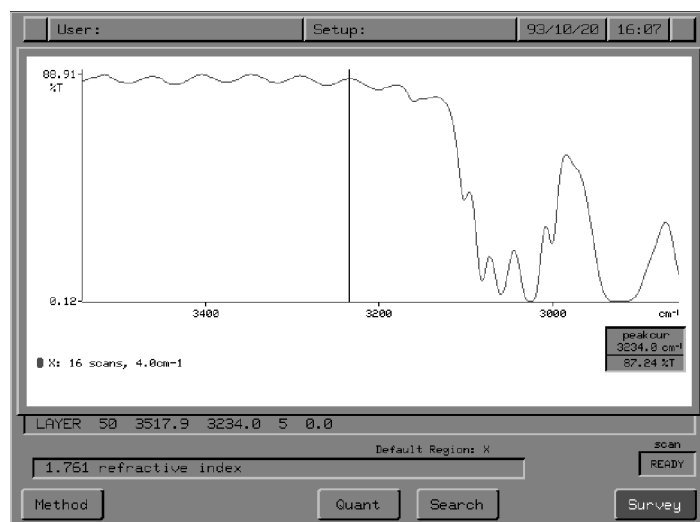 User: Setup: 93/10/20 16:07
88.91
%T
0.12
3400 3200 3000 cm-1
peakcur
3234.0 cm-1
87.24 %T
X: 16 scans, 4.0cm-1
LAYER 50 3517.9 3234.0 5 0.0
Default Region: X scan
1.761 refractive index READY
Method Quant Search Survey